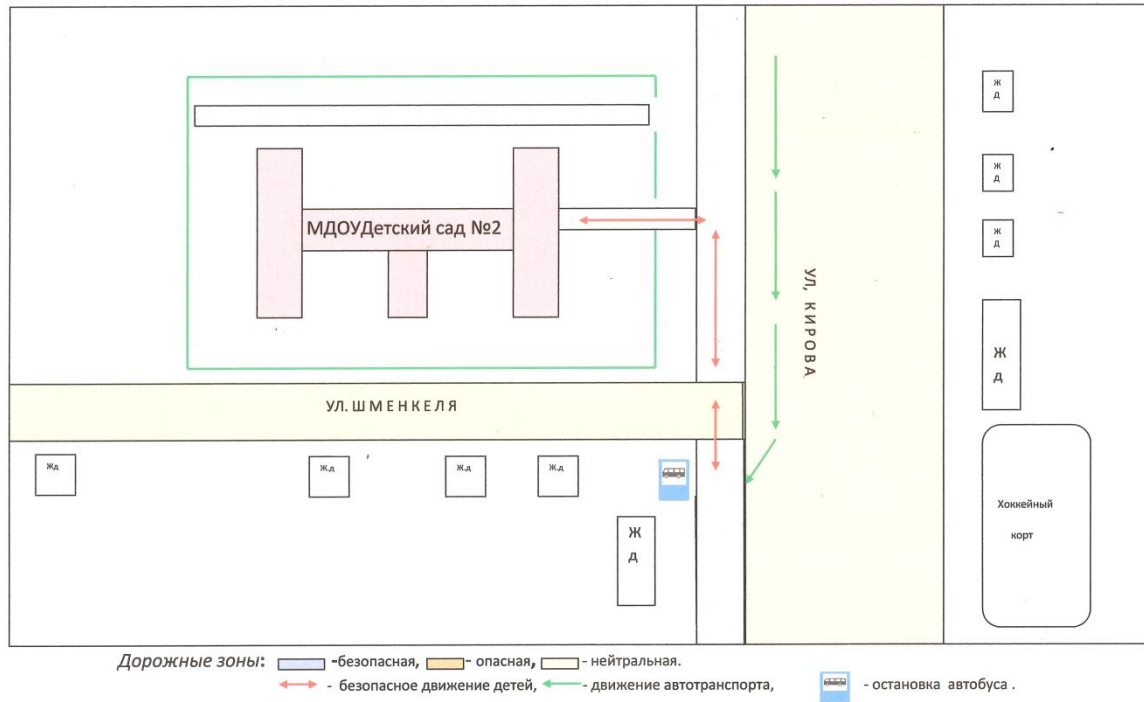 Ж
Д
Ж
Д
Ж
Д
МДОУДетский сад №2
УЛ, КИРОВА
Ж
Д
УЛ. ШМЕНКЕЛЯ
Жд
Ж.д
Ж.д
Ж.д
Ж
Д
Хоккейный
корт
Дорожные зоны: -безопасная, - опасная, - нейтральная.
- безопасное движение детей, - движение автотранспорта, - остановка автобуса .